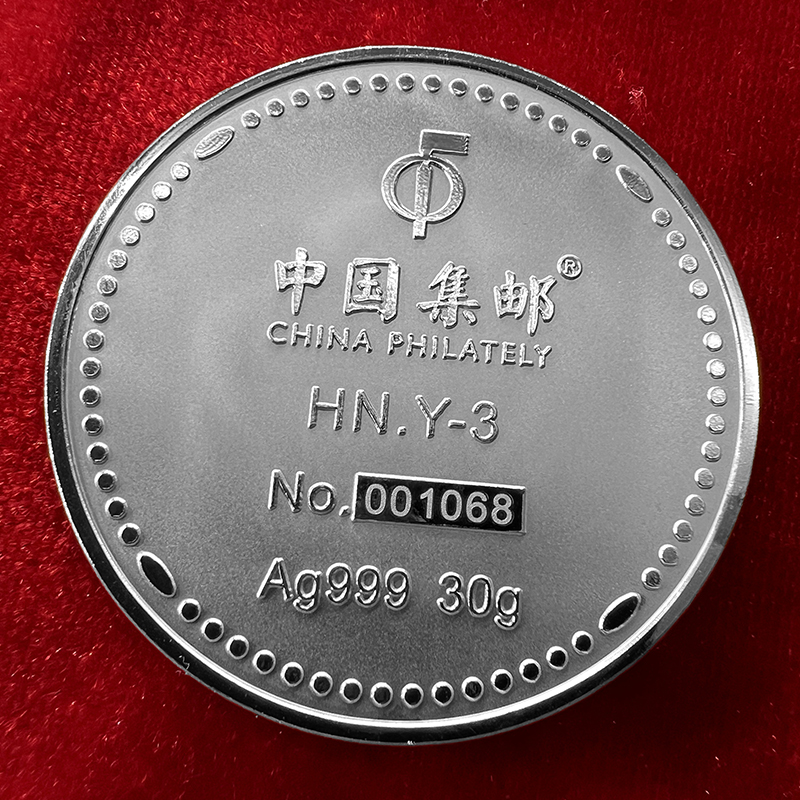 中国集邮®
CHINA PHILATELY
HN.Y-3
No. 001068
Ag999 30g